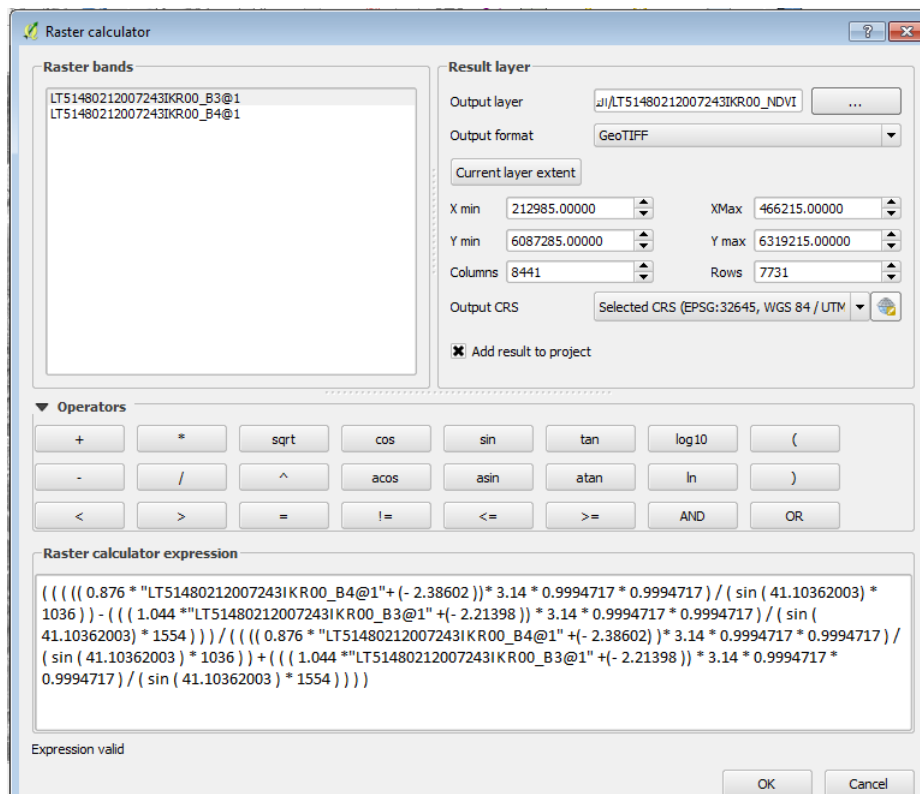 Raster calculator
Raster bands
LT51480212007243IKR00_B3@1
LT51480212007243IKR00_B4@1
Result layer
Output layer /LT51480212007243IKR00_NDVI ...
Output format GeoTIFF
Current layer extent
X min 212985.00000 XMax 466215.00000
Y min 6087285.00000 Y max 6319215.00000
Columns 8441 Rows 7731
Output CRS Selected CRS (EPSG:32645, WGS 84 / UTM
Add result to project
Operators
+ * sqrt cos sin tan log10 (
- / ^ acos asin atan ln )
< > = != <= >= AND OR
Raster calculator expression
( ( ( (( 0.876 * "LT51480212007243IKR00_B4@1"+ (- 2.38602 ))* 3.14 * 0.9994717 * 0.9994717 ) / ( sin ( 41.10362003) *
1036 ) ) - ( ( ( 1.044 *"LT51480212007243IKR00_B3@1" +(- 2.21398 )) * 3.14 * 0.9994717 * 0.9994717 ) / ( sin (
41.10362003) * 1554 ) ) ) / ( ( (( 0.876 * "LT51480212007243IKR00_B4@1" +(- 2.38602) )* 3.14 * 0.9994717 * 0.9994717 ) /
( sin ( 41.10362003 ) * 1036 ) ) + ( ( ( 1.044 *"LT51480212007243IKR00_B3@1" +(- 2.21398 )) * 3.14 * 0.9994717 *
0.9994717 ) / ( sin ( 41.10362003 ) * 1554 ) ) ) )
Expression valid
OK Cancel